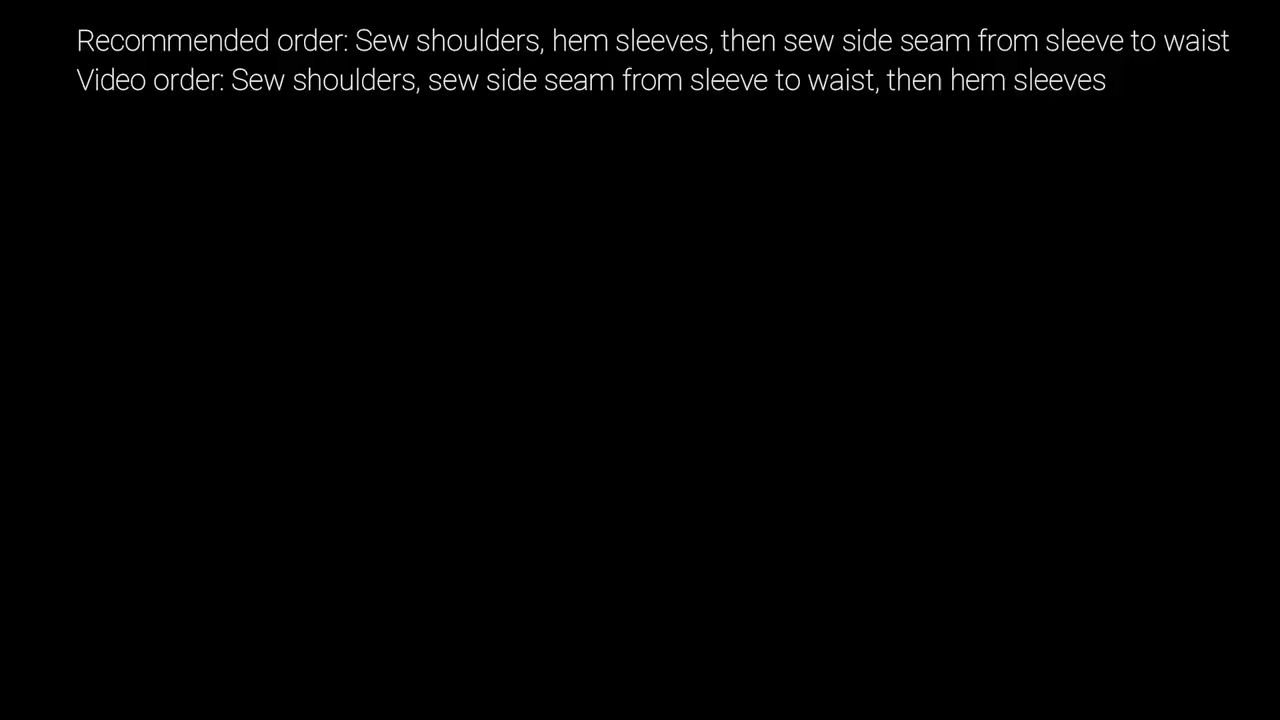 Recommended order: Sew shoulders, hem sleeves, then sew side seam from sleeve to waist
Video order: Sew shoulders, sew side seam from sleeve to waist, then hem sleeves